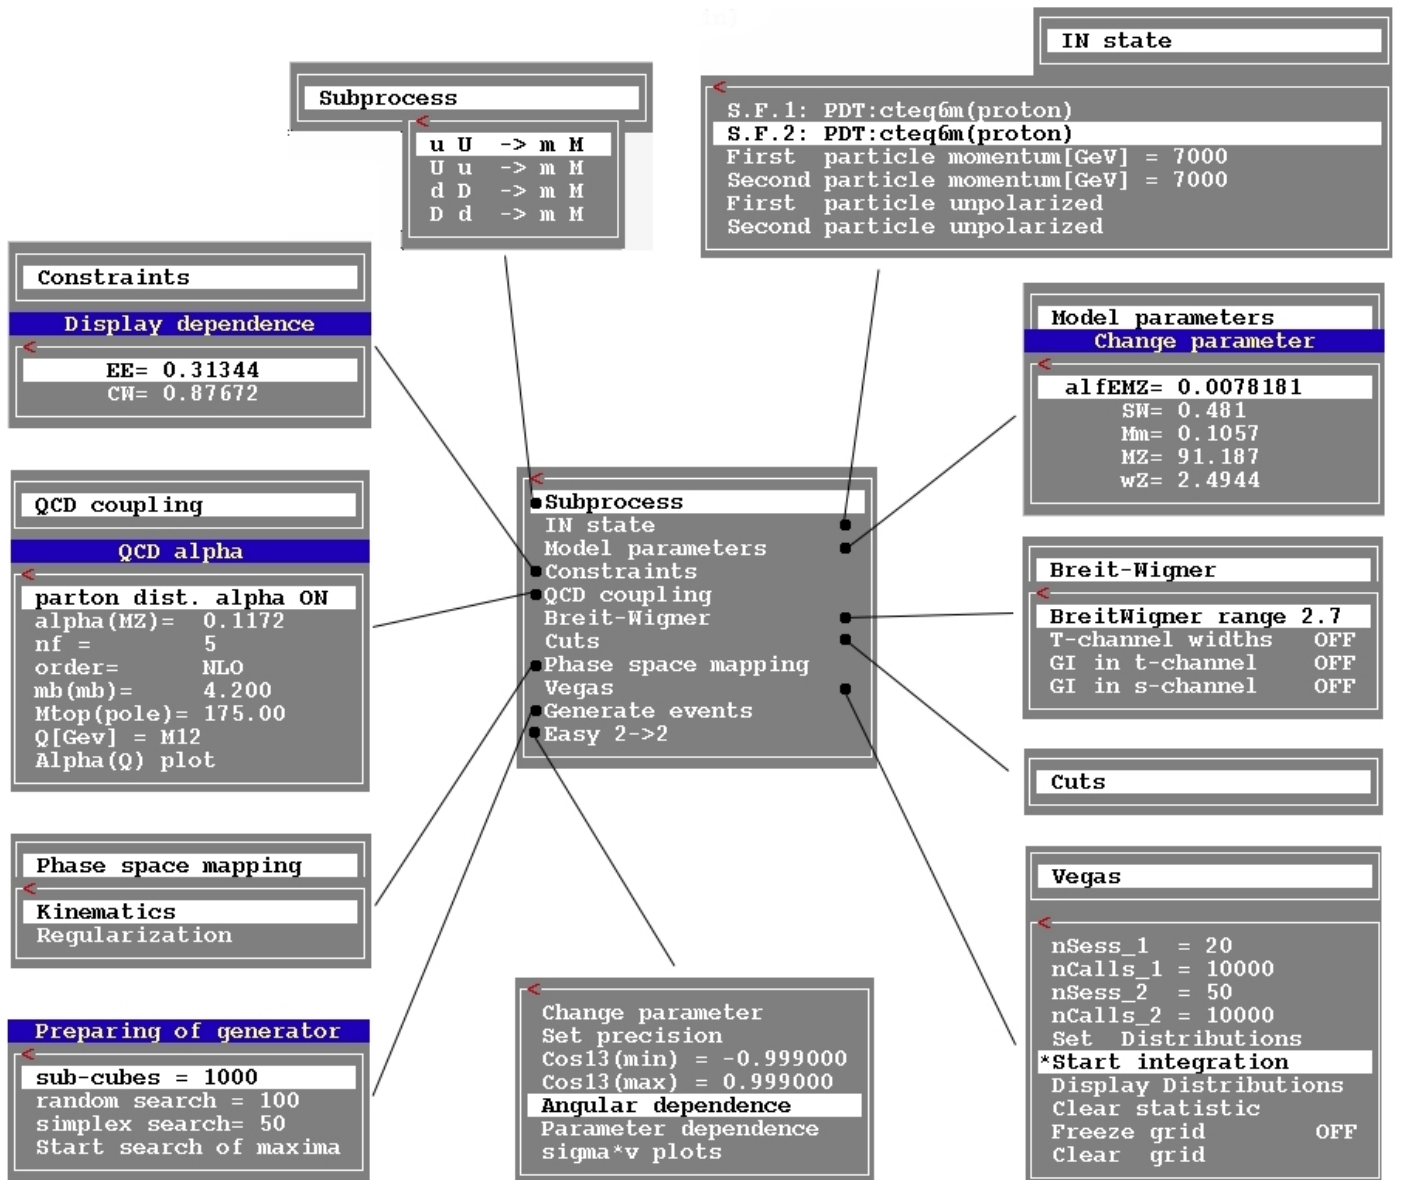 Subprocess
u U -> m M
U u -> m M
d D -> m M
D d -> m M
IN state
S.F.1: PDT:cteq6m(proton)
S.F.2: PDT:cteq6m(proton)
First particle momentum[GeV] = 7000
Second particle momentum[GeV] = 7000
First particle unpolarized
Second particle unpolarized
Constraints
Display dependence
EE= 0.31344
CW= 0.87672
Model parameters
Change parameter
alfEMZ= 0.0078181
SW= 0.481
Mm= 0.1057
MZ= 91.187
wZ= 2.4944
QCD coupling
QCD alpha
parton dist. alpha ON
alpha(MZ)= 0.1172
nf = 5
order= NLO
mb(mb)= 4.200
Mtop(pole)= 175.00
Q[Gev] = M12
Alpha(Q) plot
Subprocess
IN state
Model parameters
Constraints
QCD coupling
Breit-Wigner
Cuts
Phase space mapping
Vegas
Generate events
Easy 2->2
Breit-Wigner
BreitWigner range 2.7
T-channel widths OFF
GI in t-channel OFF
GI in s-channel OFF
Cuts
Phase space mapping
Kinematics
Regularization
Preparing of generator
sub-cubes = 1000
random search = 100
simplex search= 50
Start search of maxima
Change parameter
Set precision
Cos13(min) = -0.999000
Cos13(max) = 0.999000
Angular dependence
Parameter dependence
sigma*v plots
Vegas
nSess_1 = 20
nCalls_1 = 10000
nSess_2 = 50
nCalls_2 = 10000
Set Distributions
*Start integration
Display Distributions
Clear statistic
Freeze grid OFF
Clear grid